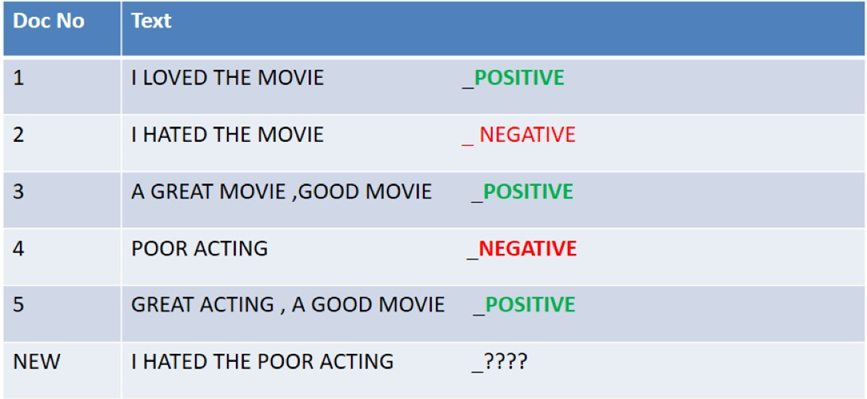 Doc No Text
1 I LOVED THE MOVIE _POSITIVE
2 I HATED THE MOVIE _ NEGATIVE
3 A GREAT MOVIE ,GOOD MOVIE _POSITIVE
4 POOR ACTING _NEGATIVE
5 GREAT ACTING , A GOOD MOVIE _POSITIVE
NEW I HATED THE POOR ACTING _????